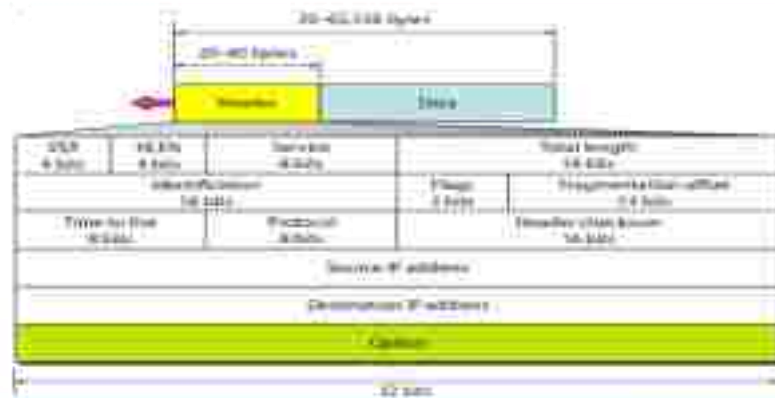 20-65,536 bytes
20-60 bytes
Header Data
VER HLEN Service Total length
4 bits 4 bits 8 bits 16 bits
Identification Flags Fragmentation offset
16 bits 3 bits 13 bits
Time to live Protocol Header checksum
8 bits 8 bits 16 bits
Source IP address
Destination IP address
Option
32 bits